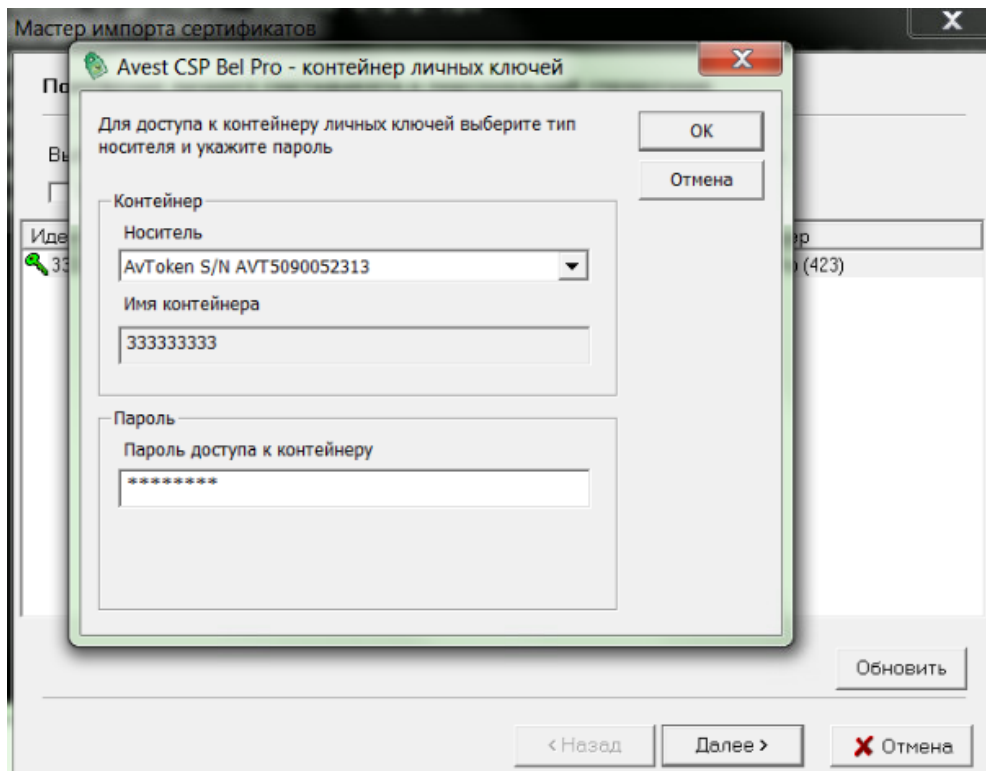 Мастер импорта сертификатов
Avest CSP Bel Pro - контейнер личных ключей
Для доступа к контейнеру личных ключей выберите тип
носителя и укажите пароль
OK
Отмена
Контейнер
Носитель
AvToken S/N AVT5090052313
Имя контейнера
333333333
(423)
Пароль
Пароль доступа к контейнеру
********
Обновить
< Назад
Далее >
Отмена